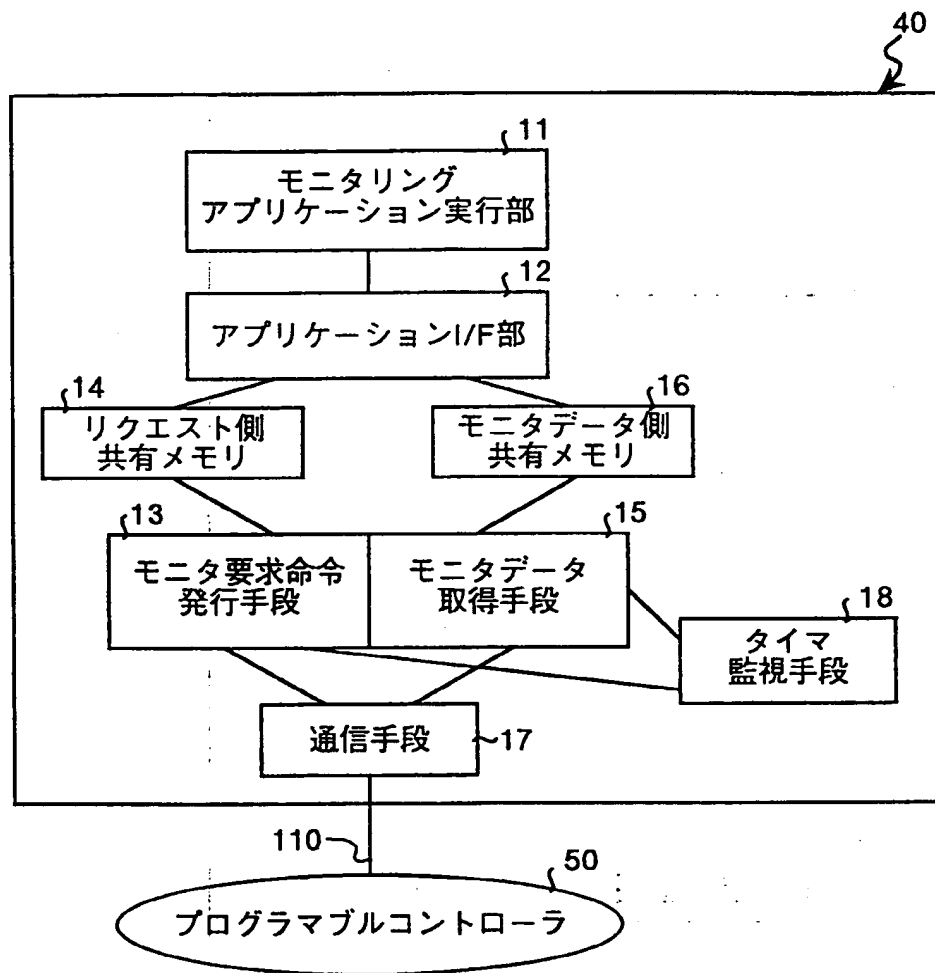 40
11
モニタリング
アプリケーション実行部
12
アプリケーションI/F部
14
リクエスト側
共有メモリ
16
モニタデータ側
共有メモリ
13
モニタ要求命令
発行手段
15
モニタデータ
取得手段
18
タイマ
監視手段
通信手段
17
110
50
プログラマブルコントローラ